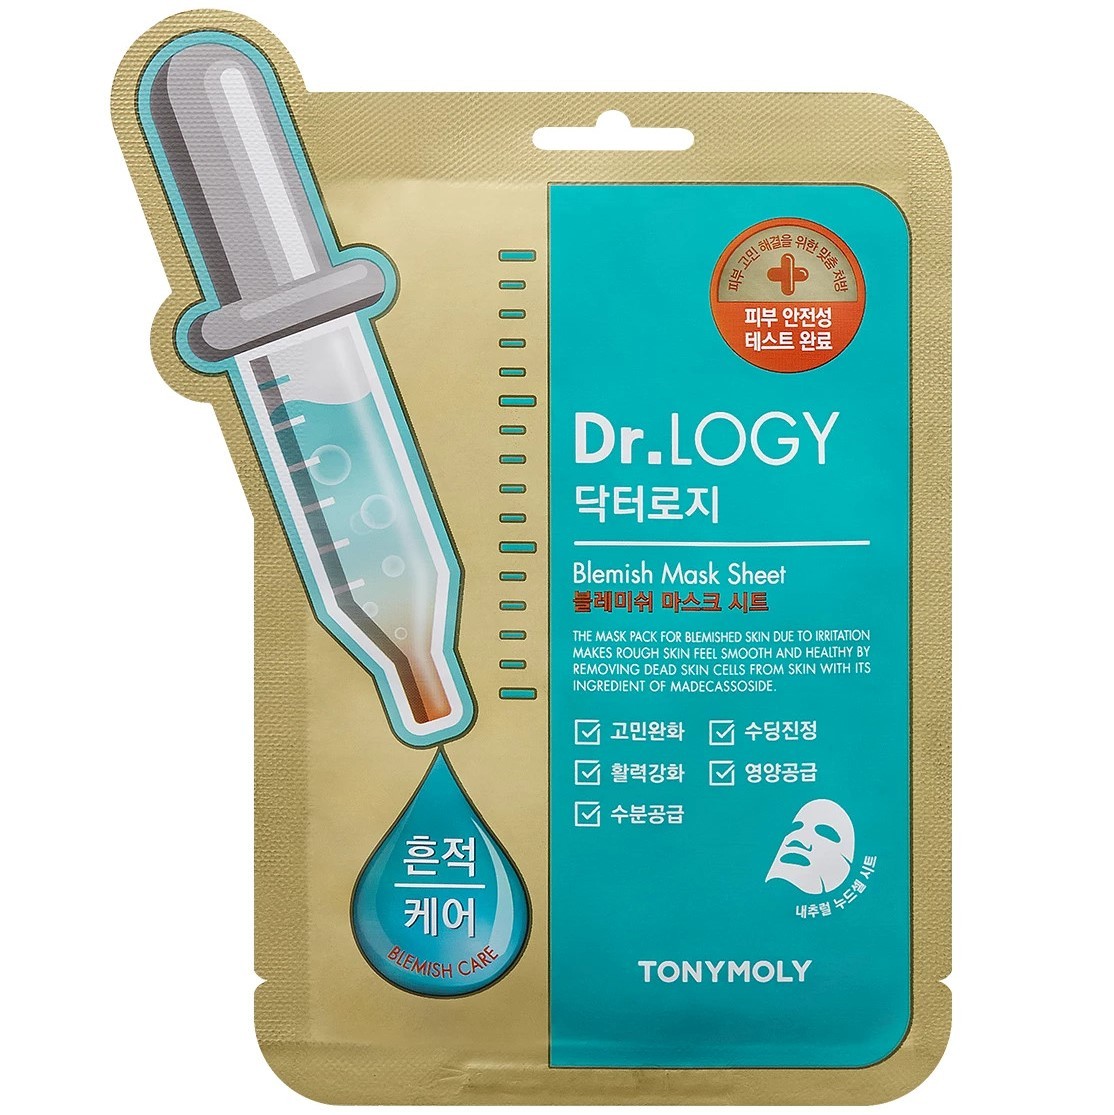 피부 고민 해결을 위한 맞춤 처방
피부 안전성
테스트 완료
Dr.LOGY
닥터로지
Blemish Mask Sheet
블레미쉬 마스크 시트
THE MASK PACK FOR BLEMISHED SKIN DUE TO IRRITATION
MAKES ROUGH SKIN FEEL SMOOTH AND HEALTHY BY
REMOVING DEAD SKIN CELLS FROM SKIN WITH ITS
INGREDIENT OF MADECASSOSIDE.
고민완화 수딩진정
활력강화 영양공급
수분공급
내추럴 누드셀 시트
흔적
케어
BLEMISH CARE
TONYMOLY